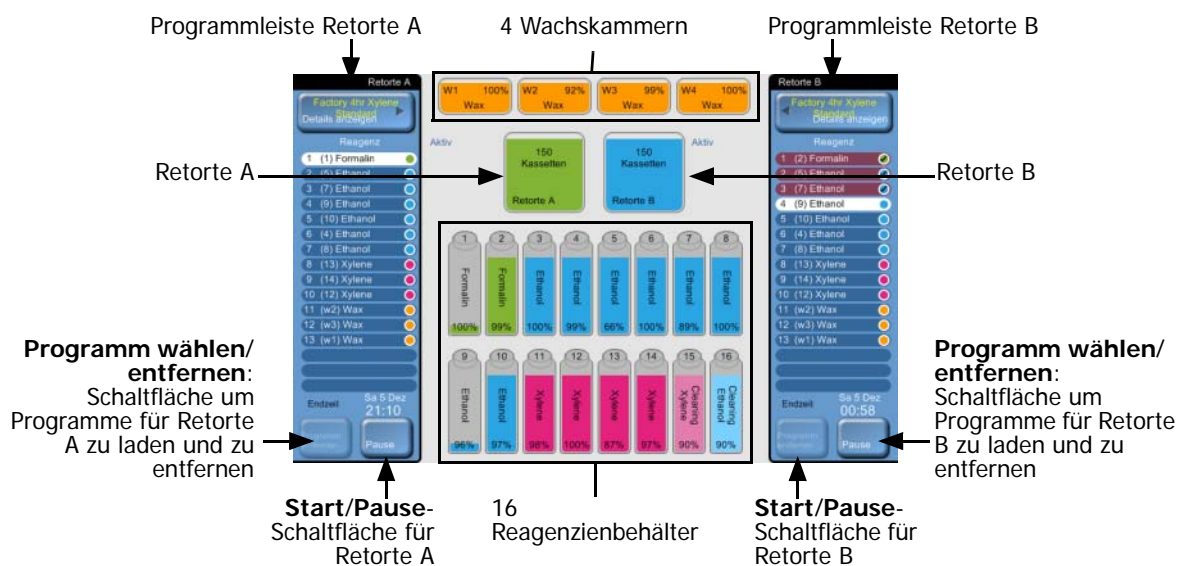 Programmleiste Retorte A
4 Wachskammern
Programmleiste Retorte B
Retorte A
Factory 4hr Xylene
Standard
Details anzeigen
Reagenz
1 (1) Formalin
2 (5) Ethanol
3 (7) Ethanol
4 (9) Ethanol
5 (10) Ethanol
6 (4) Ethanol
7 (8) Ethanol
8 (13) Xylene
9 (14) Xylene
10 (12) Xylene
11 (w2) Wax
12 (w3) Wax
13 (w1) Wax
Endzeit
Sa 5 Dez
21:10
Pause
W1 100%
Wax
W2 92%
Wax
W3 99%
Wax
W4 100%
Wax
Aktiv
150
Kassetten
Retorte A
150
Kassetten
Retorte B
Aktiv
1 Formalin 100%
2 Formalin 99%
3 Ethanol 100%
4 Ethanol 99%
5 Ethanol 66%
6 Ethanol 100%
7 Ethanol 89%
8 Ethanol 100%
9 Ethanol 96%
10 Ethanol 97%
11 Xylene 98%
12 Xylene 100%
13 Xylene 87%
14 Xylene 97%
15 Cleaning Xylene 90%
16 Cleaning Ethanol 90%
Retorte B
Factory 4hr Xylene
Standard
Details anzeigen
Reagenz
1 (2) Formalin
2 (5) Ethanol
3 (7) Ethanol
4 (9) Ethanol
5 (10) Ethanol
6 (4) Ethanol
7 (8) Ethanol
8 (13) Xylene
9 (14) Xylene
10 (12) Xylene
11 (w2) Wax
12 (w3) Wax
13 (w1) Wax
Endzeit
Sa 5 Dez
00:58
Pause
Retorte A
Retorte B
Programm wählen/
entfernen:
Schaltfläche um
Programme für Retorte
A zu laden und zu
entfernen
Programm wählen/
entfernen:
Schaltfläche um
Programme für Retorte
B zu laden und zu
entfernen
Start/Pause-
Schaltfläche für
Retorte A
16
Reagenzienbehälter
Start/Pause-
Schaltfläche für
Retorte B